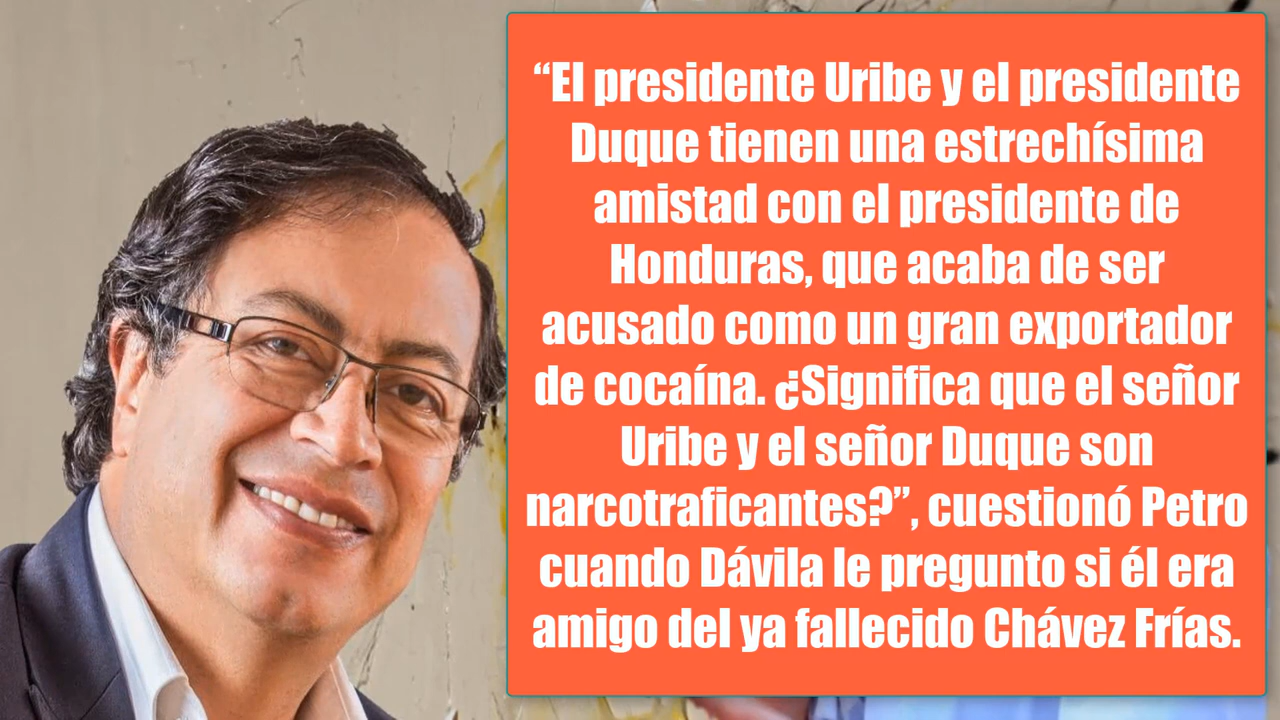 “El presidente Uribe y el presidente
Duque tienen una estrechísima
amistad con el presidente de
Honduras, que acaba de ser
acusado como un gran exportador
de cocaína. ¿Significa que el señor
Uribe y el señor Duque son
narcotraficantes?”, cuestionó Petro
cuando Dávila le pregunto si él era
amigo del ya fallecido Chávez Frías.